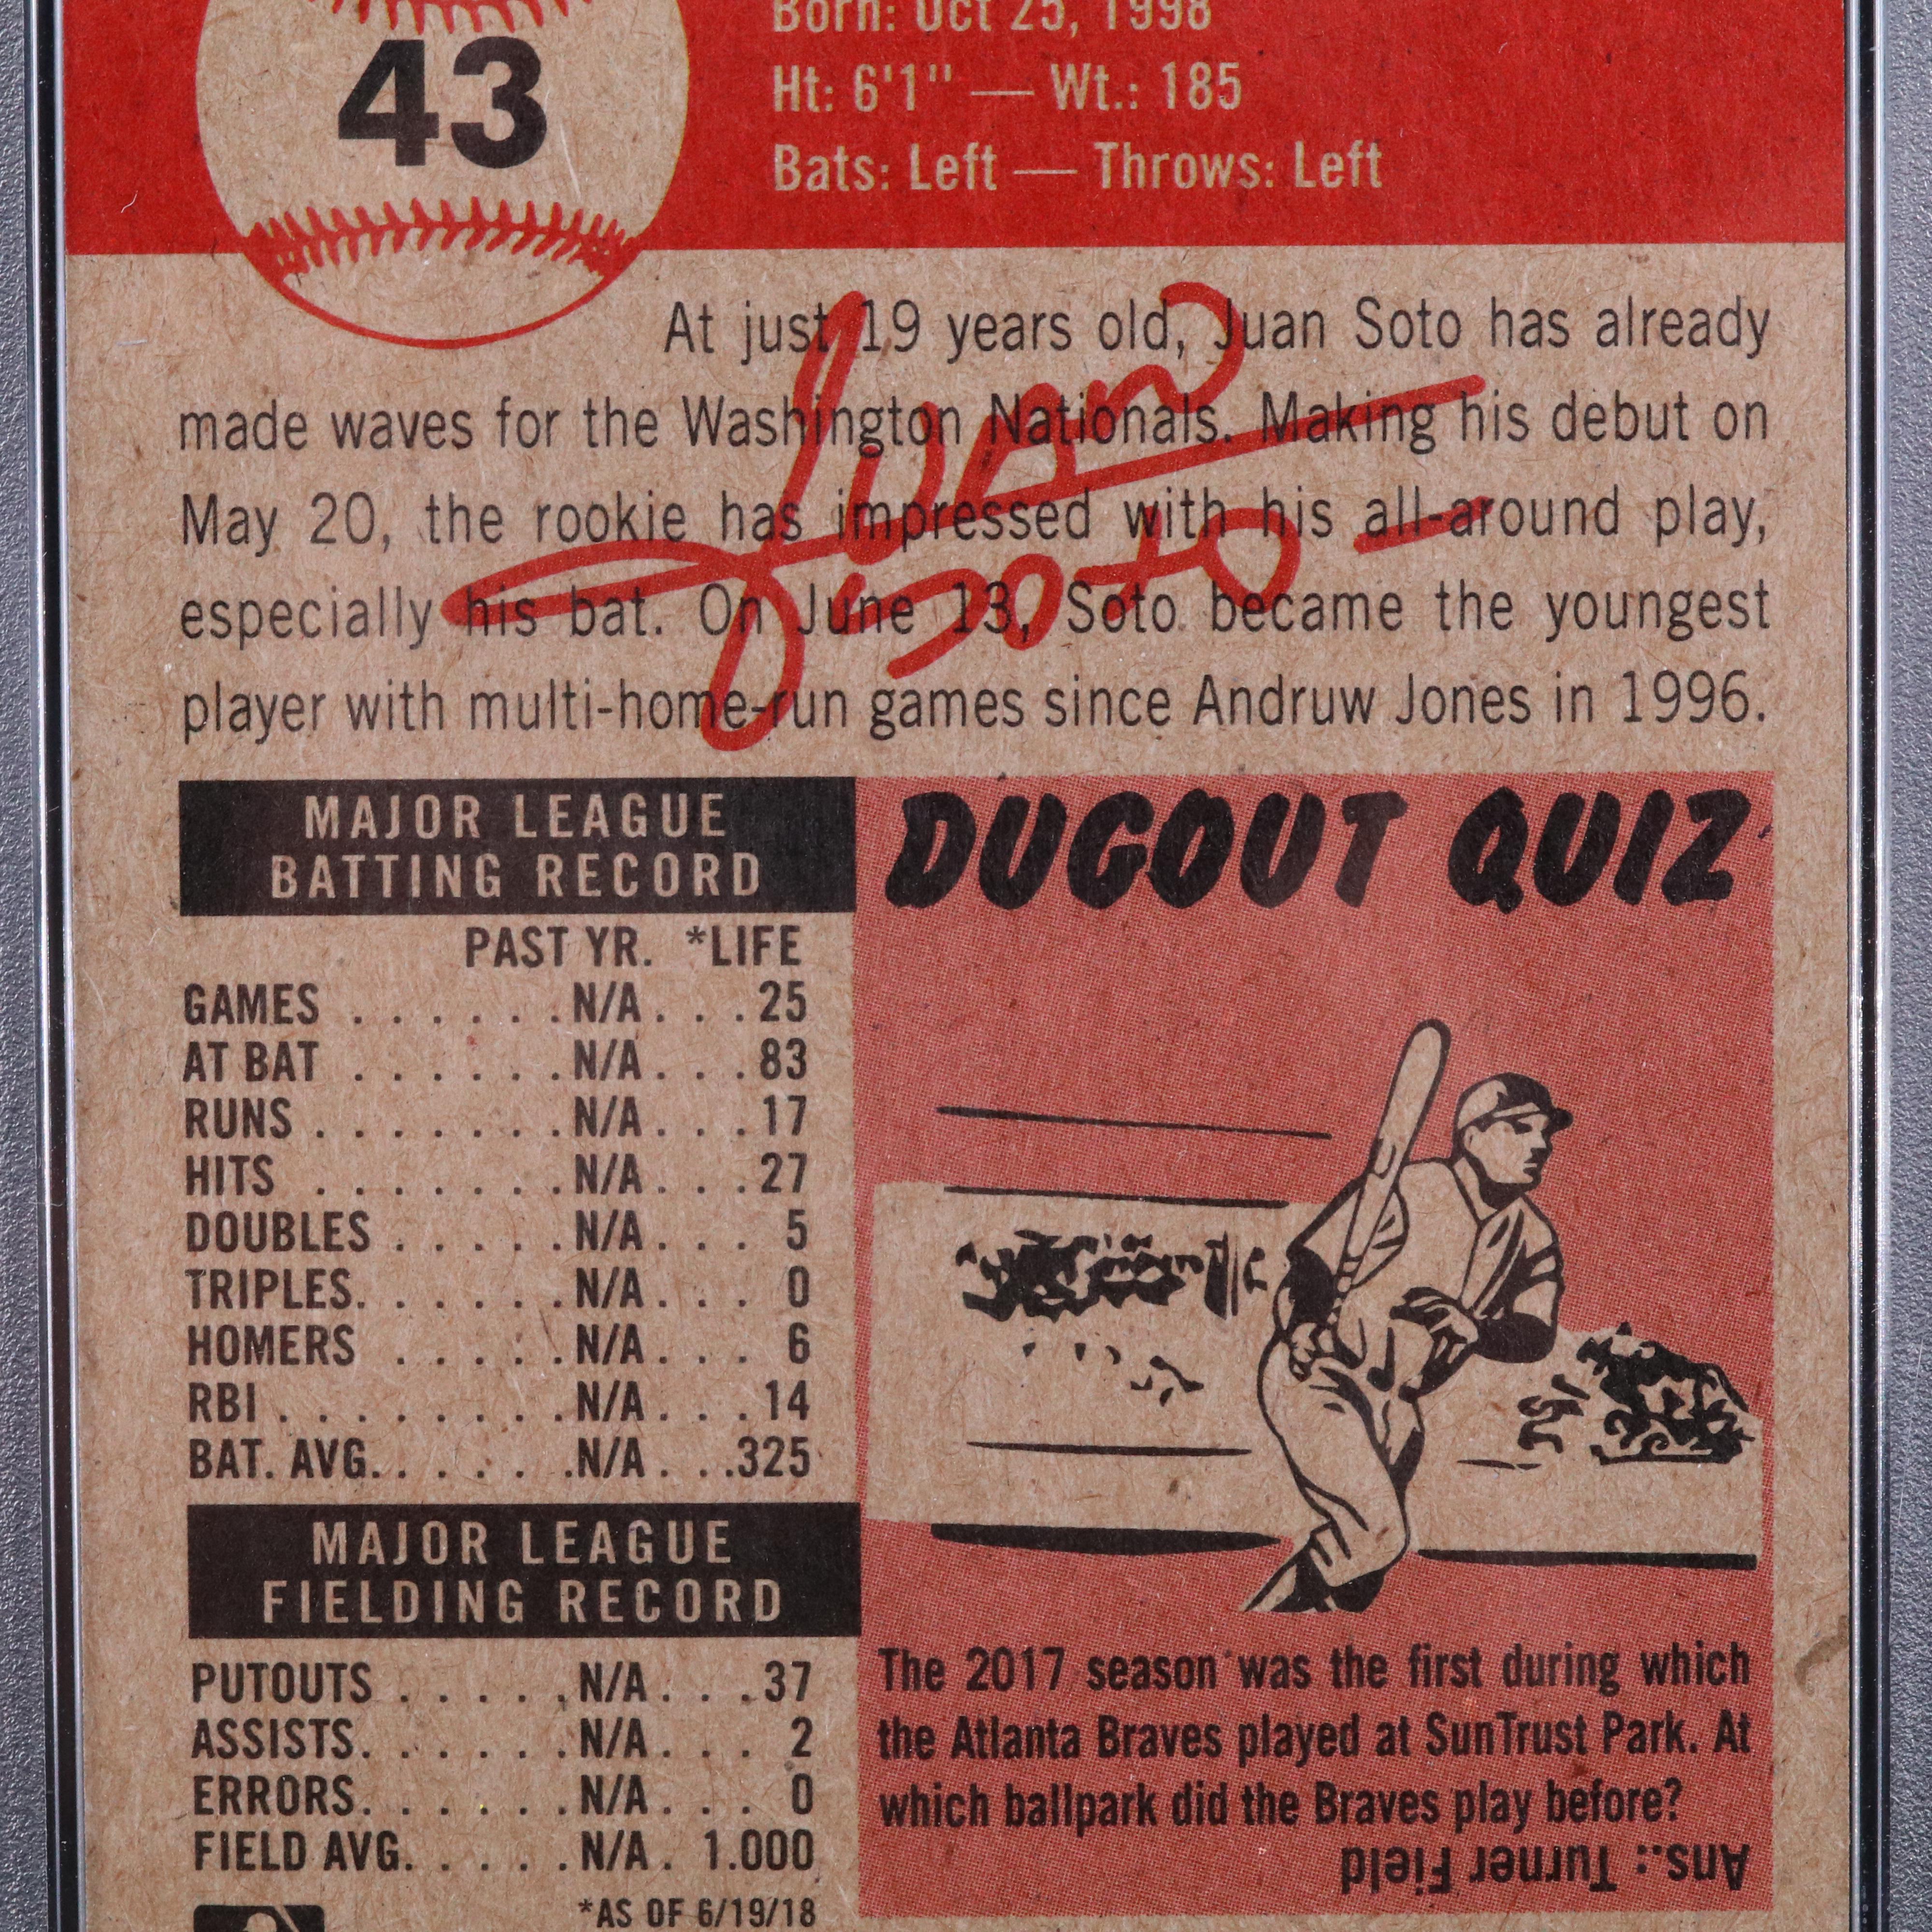 43
Born: Oct 25, 1998
Ht: 6'1" — Wt.: 185
Bats: Left — Throws: Left
At just 19 years old, Juan Soto has already
made waves for the Washington Nationals. Making his debut on
May 20, the rookie has impressed with his all-around play,
especially his bat. On June 13, Soto became the youngest
player with multi-home-run games since Andruw Jones in 1996.
Juan
Soto
MAJOR LEAGUE
BATTING RECORD
PAST YR. *LIFE
GAMES . . . . . . N/A . . . 25
AT BAT . . . . . . N/A . . . 83
RUNS . . . . . . . N/A . . . 17
HITS . . . . . . . N/A . . . 27
DOUBLES . . . . . N/A . . . 5
TRIPLES. . . . . . N/A . . . 0
HOMERS . . . . . N/A . . . 6
RBI . . . . . . . . N/A . . . 14
BAT. AVG. . . . . . N/A . . .325
MAJOR LEAGUE
FIELDING RECORD
PUTOUTS . . . . . N/A . . . 37
ASSISTS. . . . . . N/A . . . 2
ERRORS. . . . . . N/A . . . 0
FIELD AVG. . . . . N/A . 1.000
*AS OF 6/19/18
DUGOUT QUIZ
The 2017 season was the first during which
the Atlanta Braves played at SunTrust Park. At
which ballpark did the Braves play before?
Ans.: Turner Field